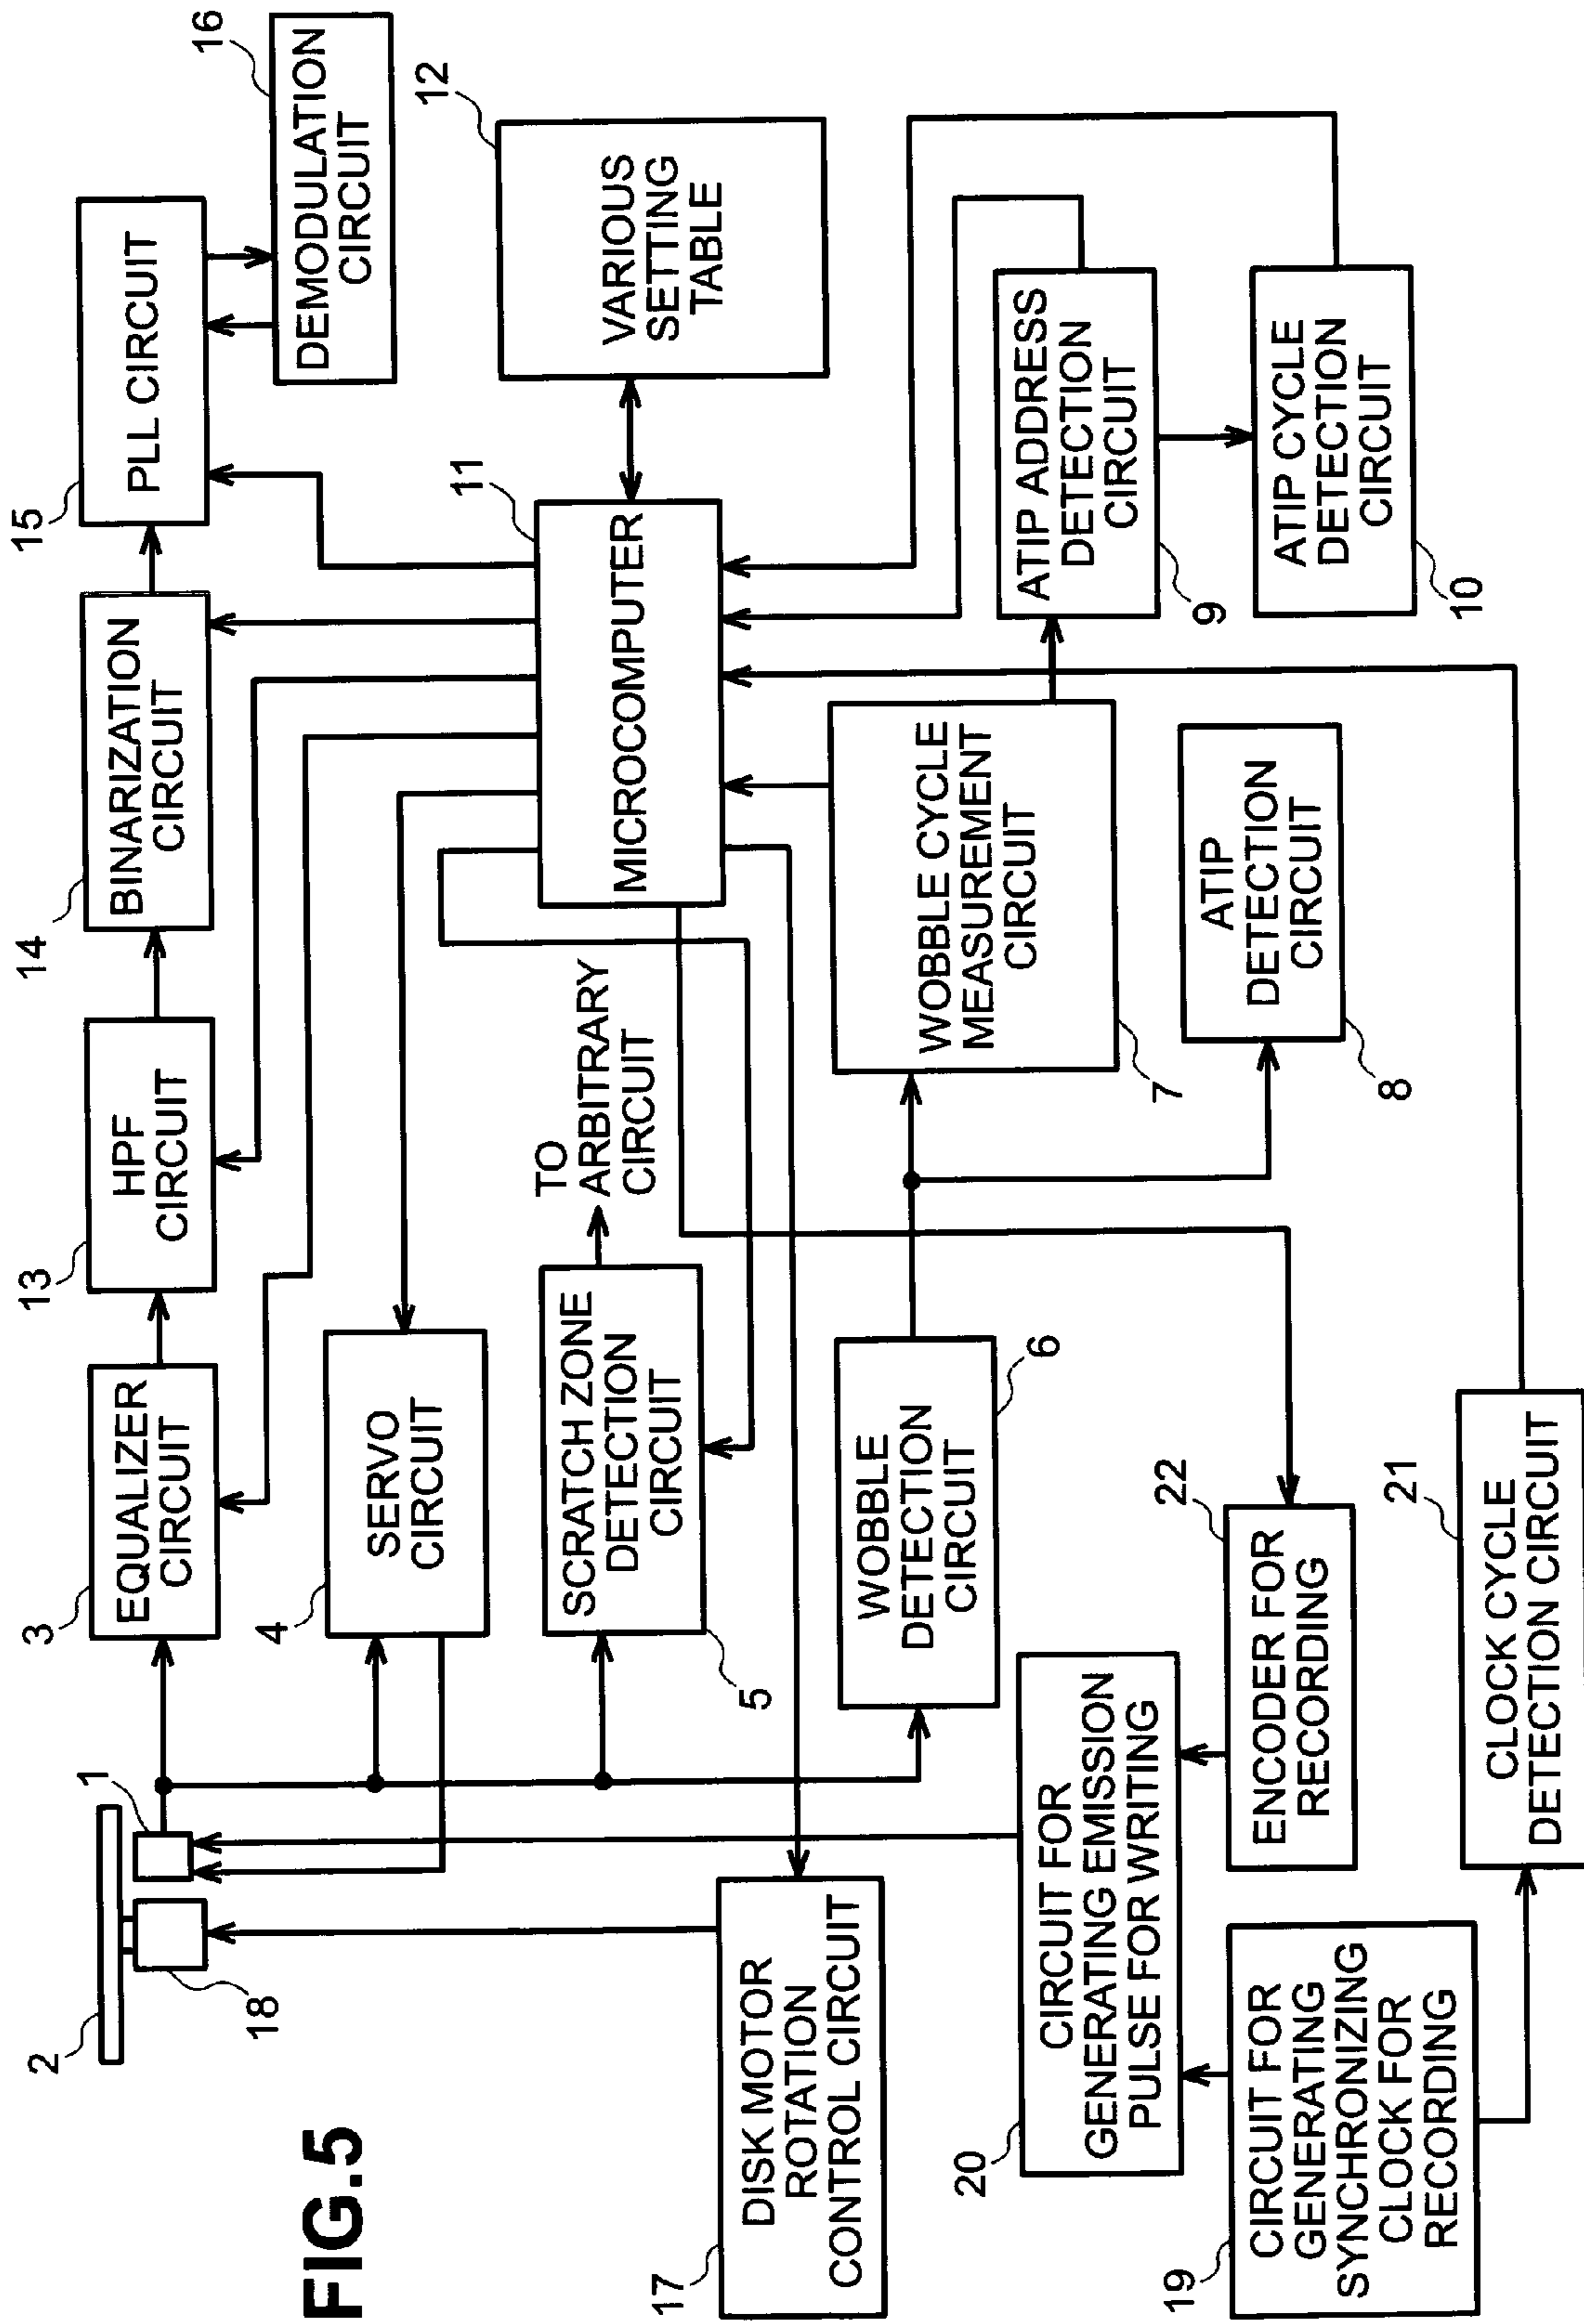 FIG.5
2
18
1
3
EQUALIZER
CIRCUIT
13
HPF
CIRCUIT
14
BINARIZATION
CIRCUIT
15
PLL CIRCUIT
16
DEMODULATION
CIRCUIT
4
SERVO
CIRCUIT
5
SCRATCH ZONE
DETECTION
CIRCUIT
TO
ARBITRARY
CIRCUIT
11
MICROCOMPUTER
12
VARIOUS
SETTING
TABLE
17
DISK MOTOR
ROTATION
CONTROL CIRCUIT
6
WOBBLE
DETECTION
CIRCUIT
7
WOBBLE CYCLE
MEASUREMENT
CIRCUIT
8
ATIP
DETECTION
CIRCUIT
9
ATIP ADDRESS
DETECTION
CIRCUIT
10
ATIP CYCLE
DETECTION
CIRCUIT
20
CIRCUIT FOR
GENERATING EMISSION
PULSE FOR WRITING
22
ENCODER FOR
RECORDING
19
CIRCUIT FOR
GENERATING
SYNCHRONIZING
CLOCK FOR
RECORDING
21
CLOCK CYCLE
DETECTION CIRCUIT